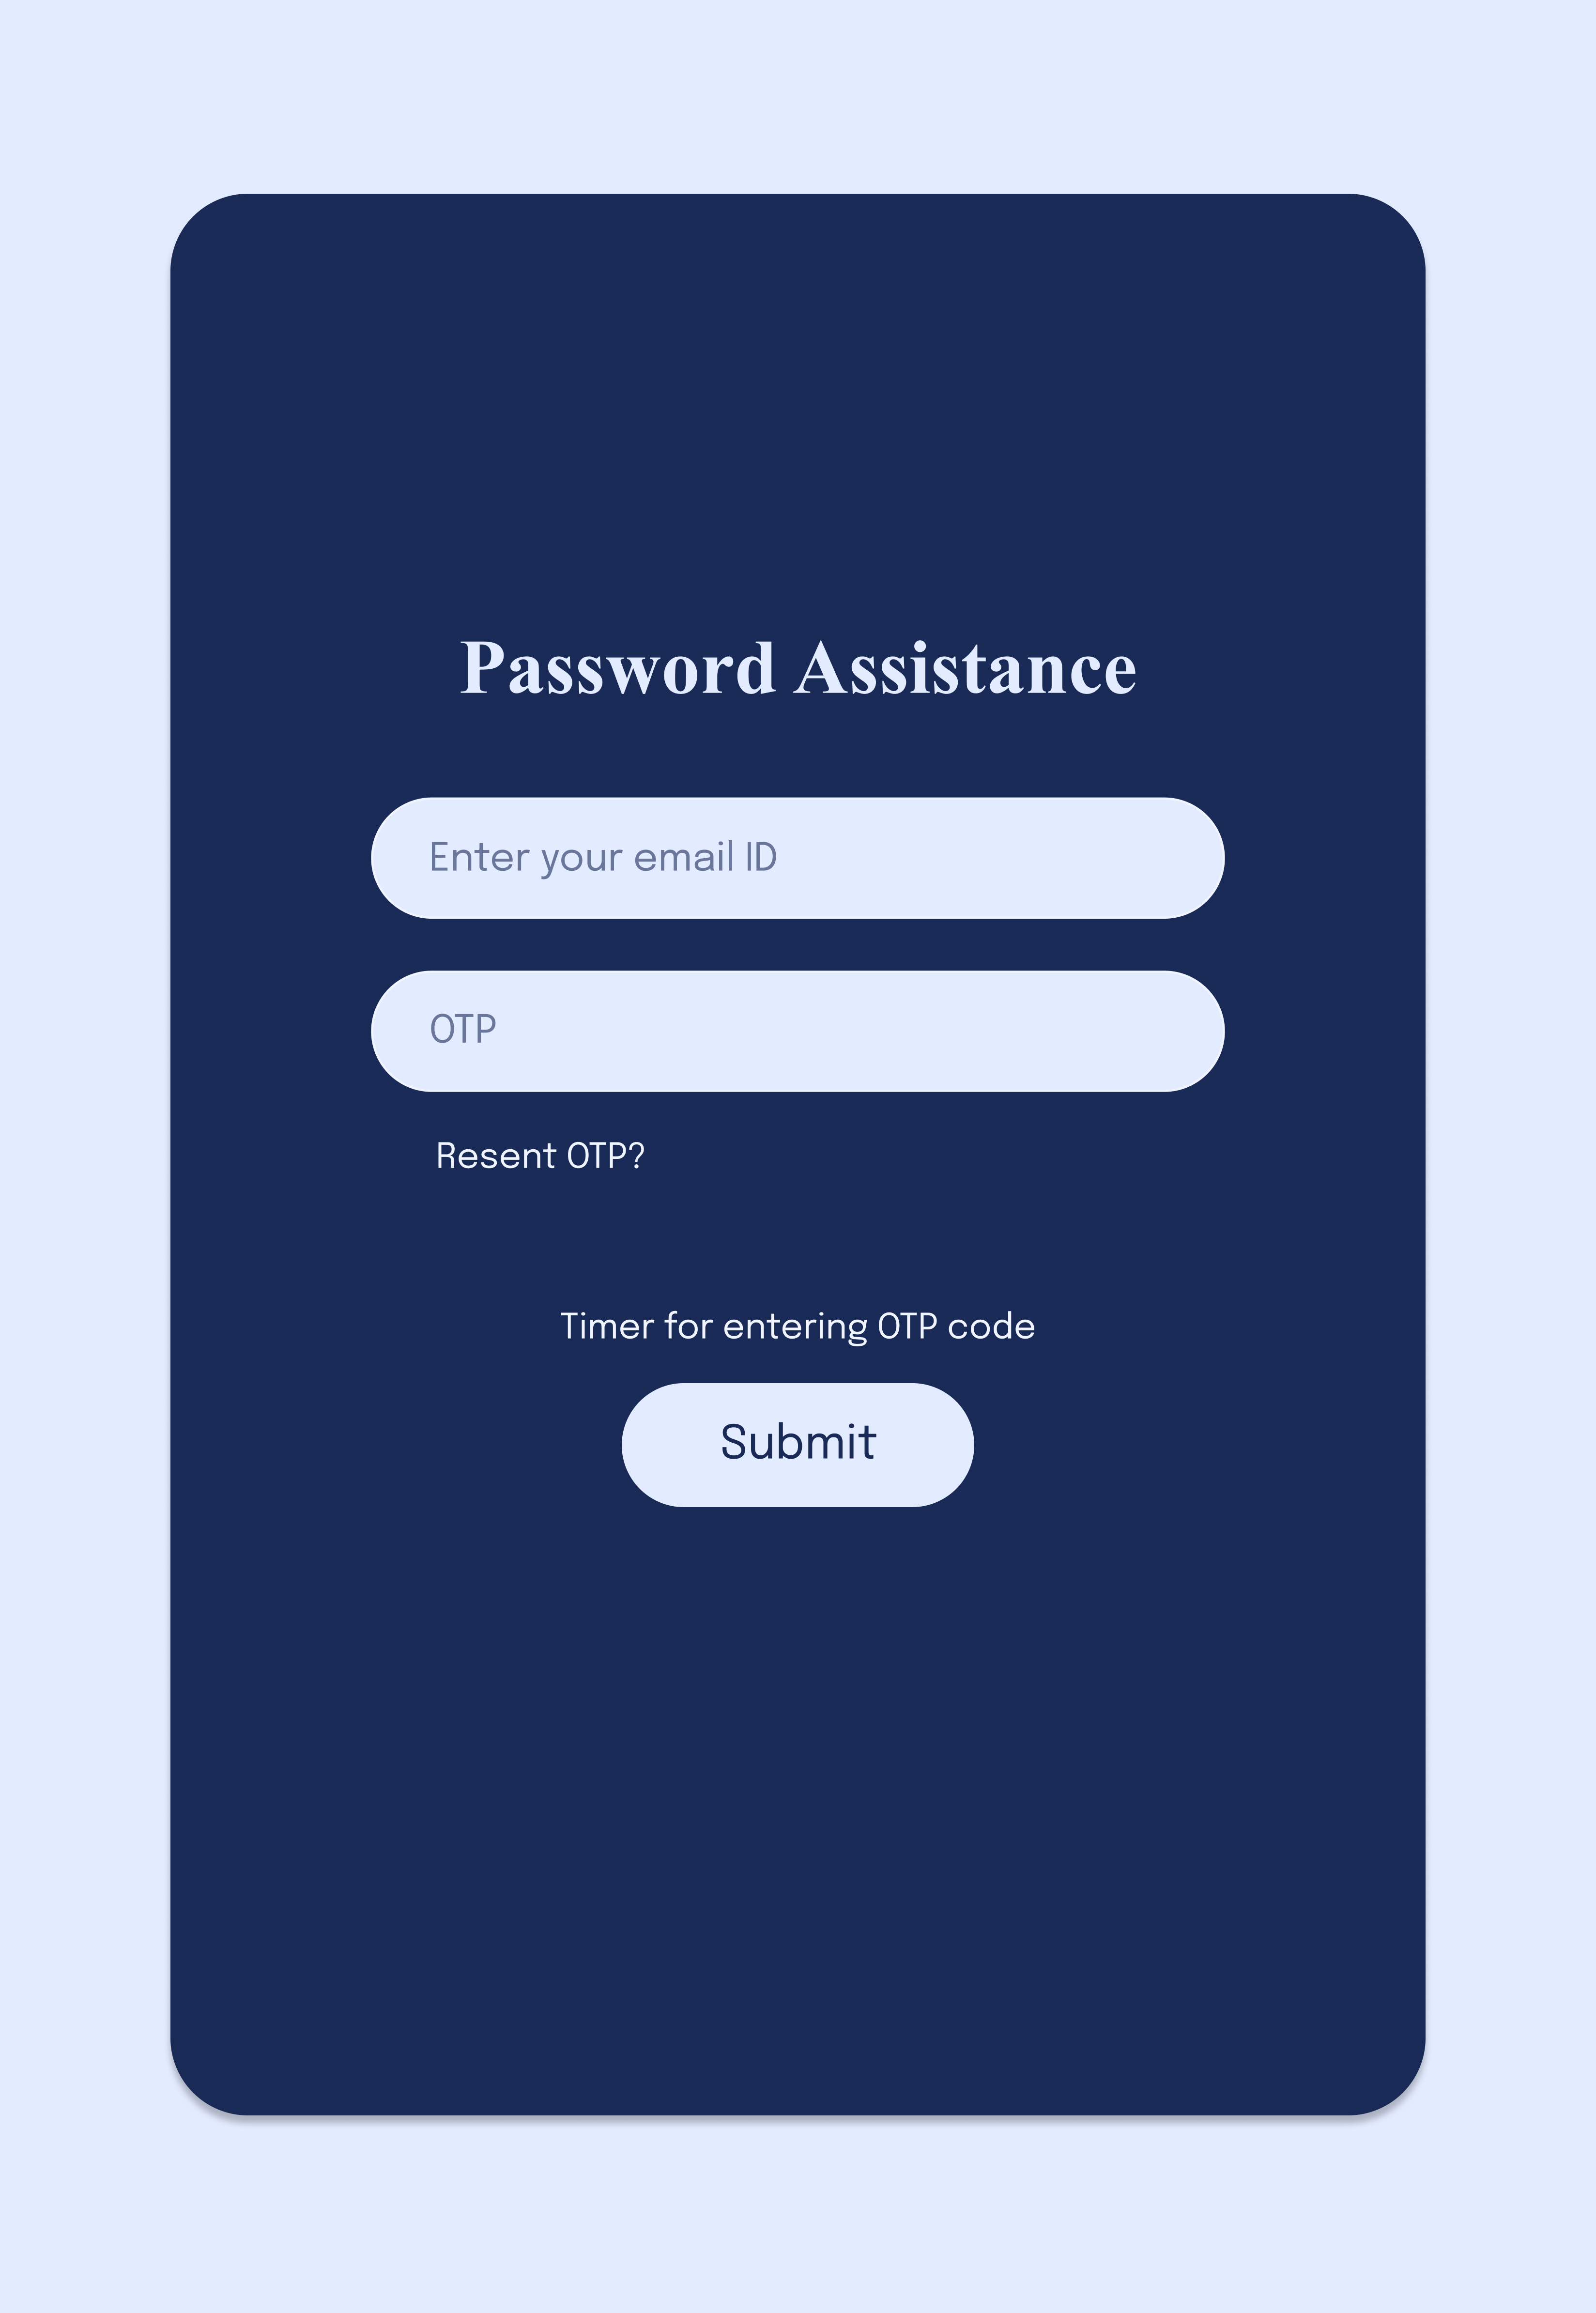 Password Assistance
Enter your email ID
OTP
Resent OTP?
Timer for entering OTP code
Submit